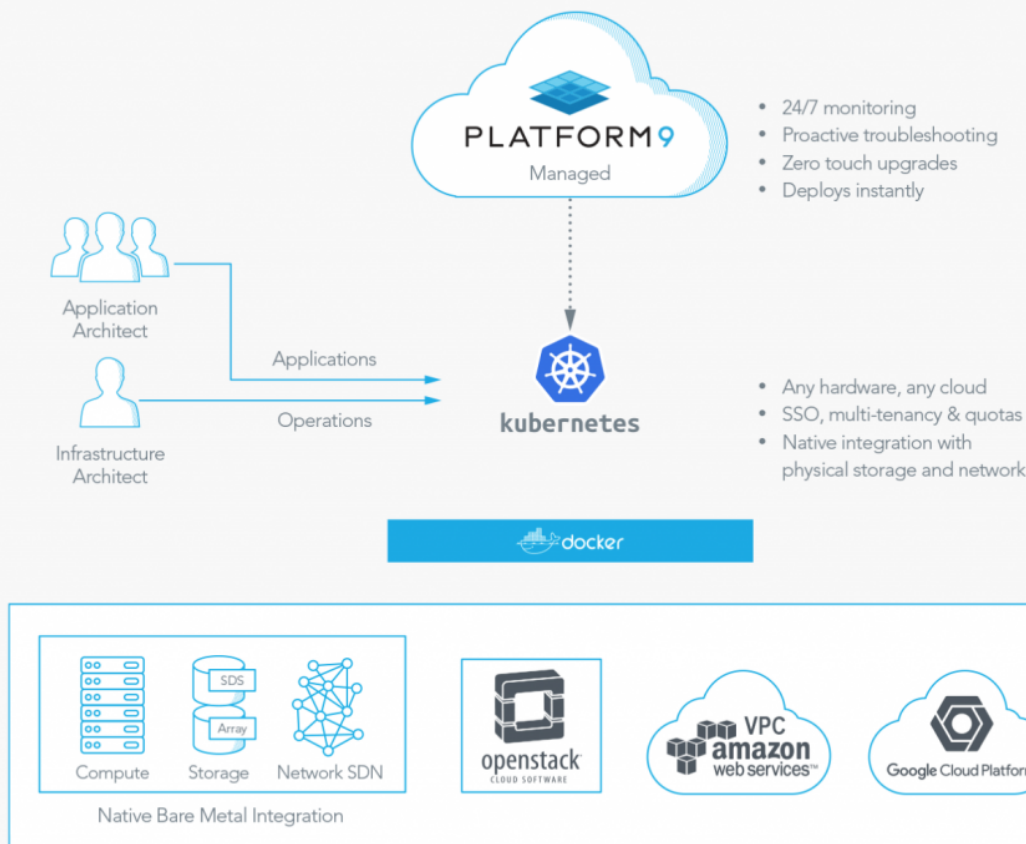 PLATFORM9
Managed
• 24/7 monitoring
• Proactive troubleshooting
• Zero touch upgrades
• Deploys instantly
Application
Architect
Applications
Operations
Infrastructure
Architect
kubernetes
• Any hardware, any cloud
• SSO, multi-tenancy & quotas
• Native integration with
physical storage and network
docker
SDS
Array
Compute
Storage
Network SDN
Native Bare Metal Integration
openstack
CLOUD SOFTWARE
VPC
amazon
web services™
Google Cloud Platform